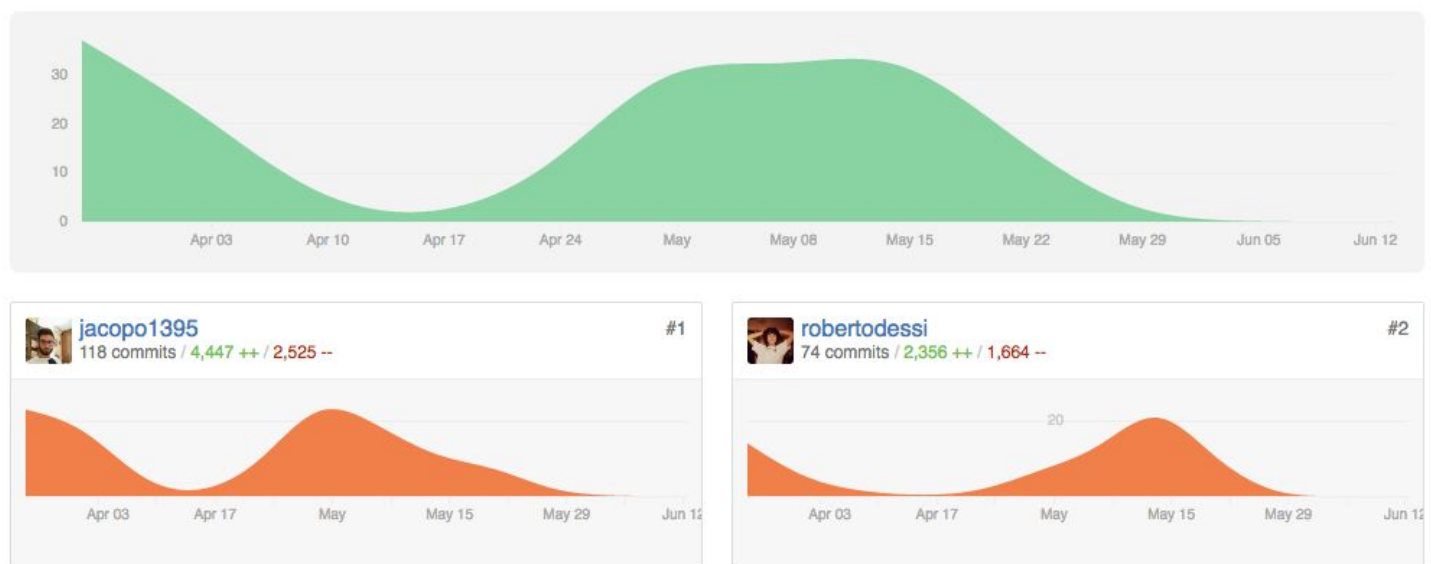 30
20
10
0
Apr 03 Apr 10 Apr 17 Apr 24 May May 08 May 15 May 22 May 29 Jun 05 Jun 12
jacopo1395 #1
118 commits / 4,447 ++ / 2,525 --
Apr 03 Apr 17 May May 15 May 29 Jun 12
robertodessi #2
74 commits / 2,356 ++ / 1,664 --
20
Apr 03 Apr 17 May May 15 May 29 Jun 12